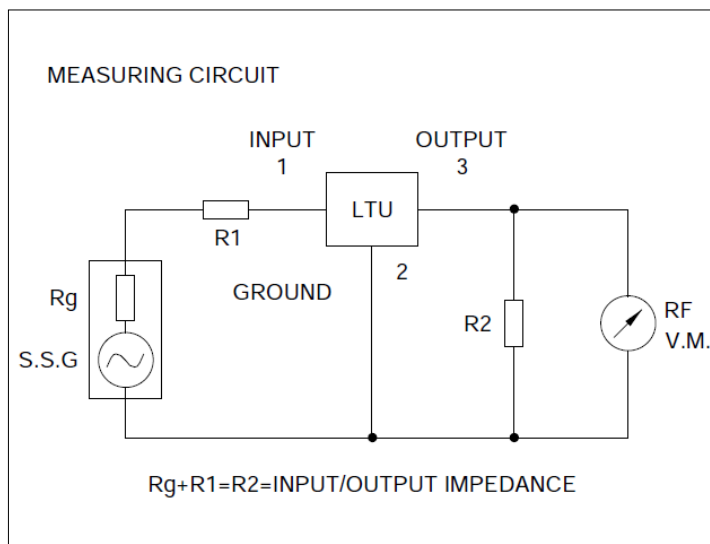 MEASURING CIRCUIT
INPUT
1
OUTPUT
3
LTU
R1
2
GROUND
Rg
S.S.G
R2
RF
V.M.
Rg+R1=R2=INPUT/OUTPUT IMPEDANCE